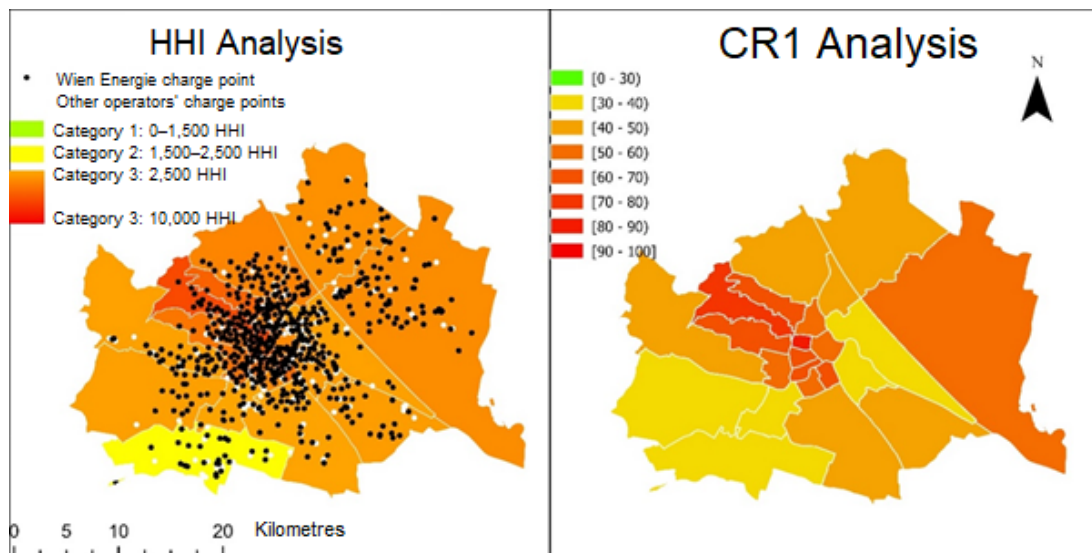 HHI Analysis
Wien Energie charge point
Other operators' charge points
Category 1: 0–1,500 HHI
Category 2: 1,500–2,500 HHI
Category 3: 2,500 HHI
Category 3: 10,000 HHI
0 5 10 20 Kilometres
CR1 Analysis
N
[0 - 30)
[30 - 40)
[40 - 50)
[50 - 60)
[60 - 70)
[70 - 80)
[80 - 90)
[90 - 100]